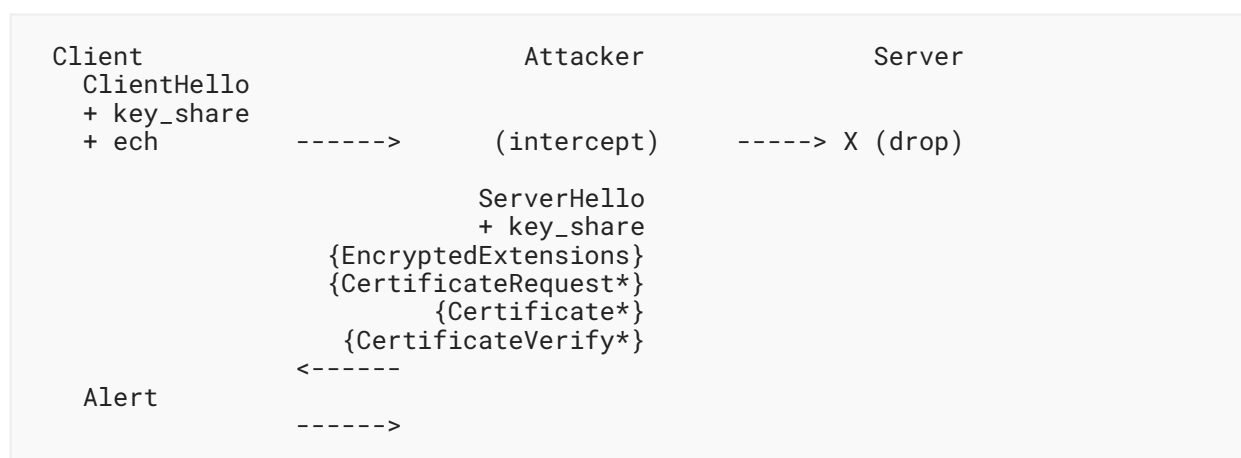 Client                         Attacker               Server
  ClientHello
  + key_share
  + ech         ------>      (intercept)     -----> X (drop)

                            ServerHello
                            + key_share
                  {EncryptedExtensions}
                  {CertificateRequest*}
                         {Certificate*}
                   {CertificateVerify*}
                <------
  Alert
                ------>